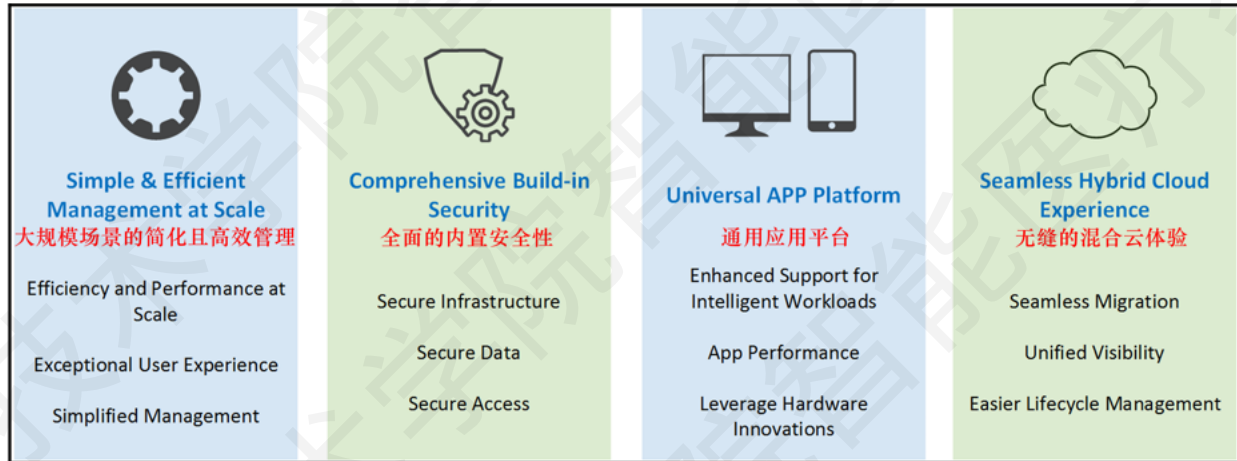 Simple & Efficient
Management at Scale
大规模场景的简化且高效管理
Efficiency and Performance at
Scale
Exceptional User Experience
Simplified Management
Comprehensive Build-in
Security
全面的内置安全性
Secure Infrastructure
Secure Data
Secure Access
Universal APP Platform
通用应用平台
Enhanced Support for
Intelligent Workloads
App Performance
Leverage Hardware
Innovations
Seamless Hybrid Cloud
Experience
无缝的混合云体验
Seamless Migration
Unified Visibility
Easier Lifecycle Management